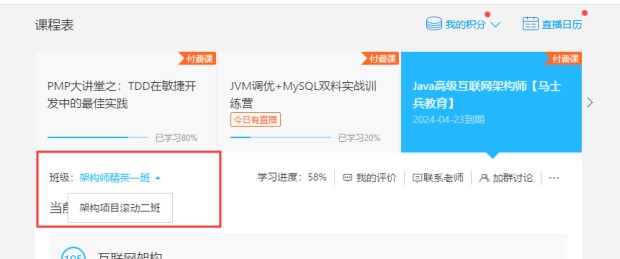 课程表
我的积分
直播日历
付费课
PMP大讲堂之：TDD在敏捷开
发中的最佳实践
已学习80%
付费课
JVM调优+MySQL双料实战训
练营
今日有直播
已学习20%
付费课
Java高级互联网架构师【马士
兵教育】
2024-04-23到期
班级：架构师精英一班
学习进度：58%
我的评价
联系老师
加群讨论
···
架构项目滚动二班
当前
105
互联网架构